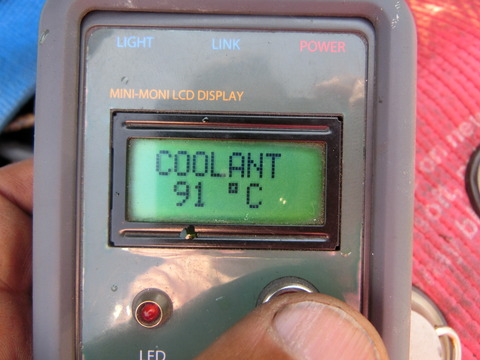 LIGHT LINK POWER
MINI-MONI LCD DISPLAY
COOLANT
91 °C
LED